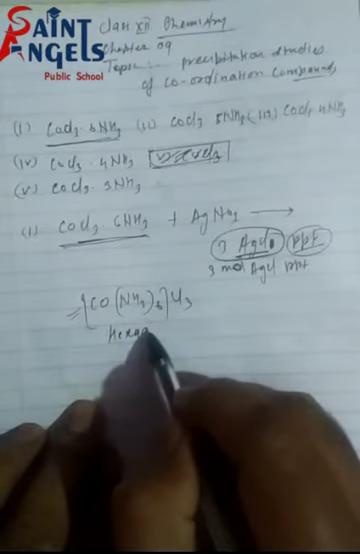 SAINT
ANGELS
Public School
Class XII Chemistry
Chapter 09
Topic:- precipitation studies
of co-ordination compounds
(i) CoCl3. 6NH3 (ii) CoCl3 5NH3 (iii) CoCl3 4NH3
(iv) CoCl3. 4NH3
(v) CoCl3. 3NH3
(i) CoCl3. 6NH3 + AgNO3 →
3 AgCl ppt
3 mol AgCl ppt
= [CO(NH3)6]Cl3
Hexa